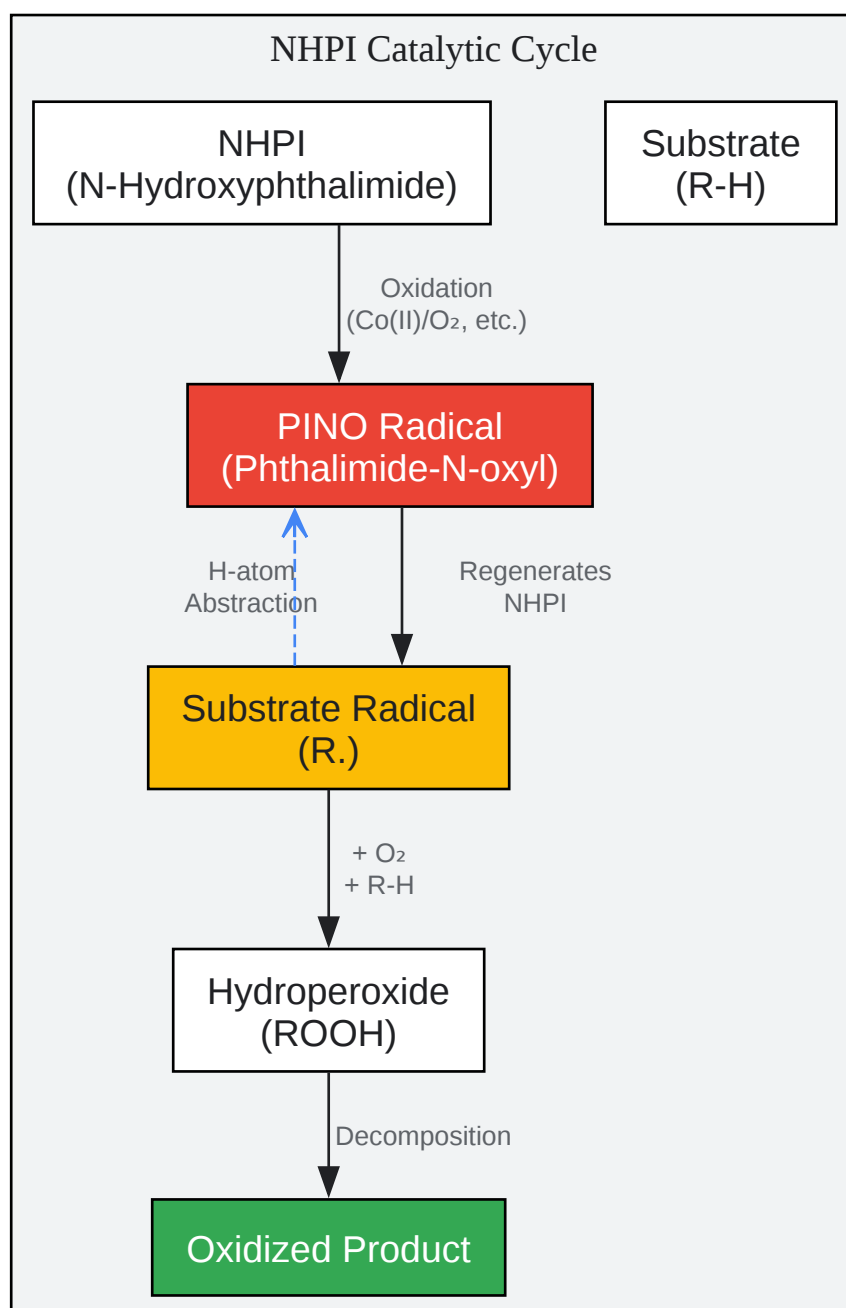 NHPI Catalytic Cycle
NHPI
(N-Hydroxyphthalimide)
Substrate
(R-H)
Oxidation
(Co(II)/O₂, etc.)
PINO Radical
(Phthalimide-N-oxyl)
H-atom
Abstraction
Regenerates
NHPI
Substrate Radical
(R.)
+ O₂
+ R-H
Hydroperoxide
(ROOH)
Decomposition
Oxidized Product